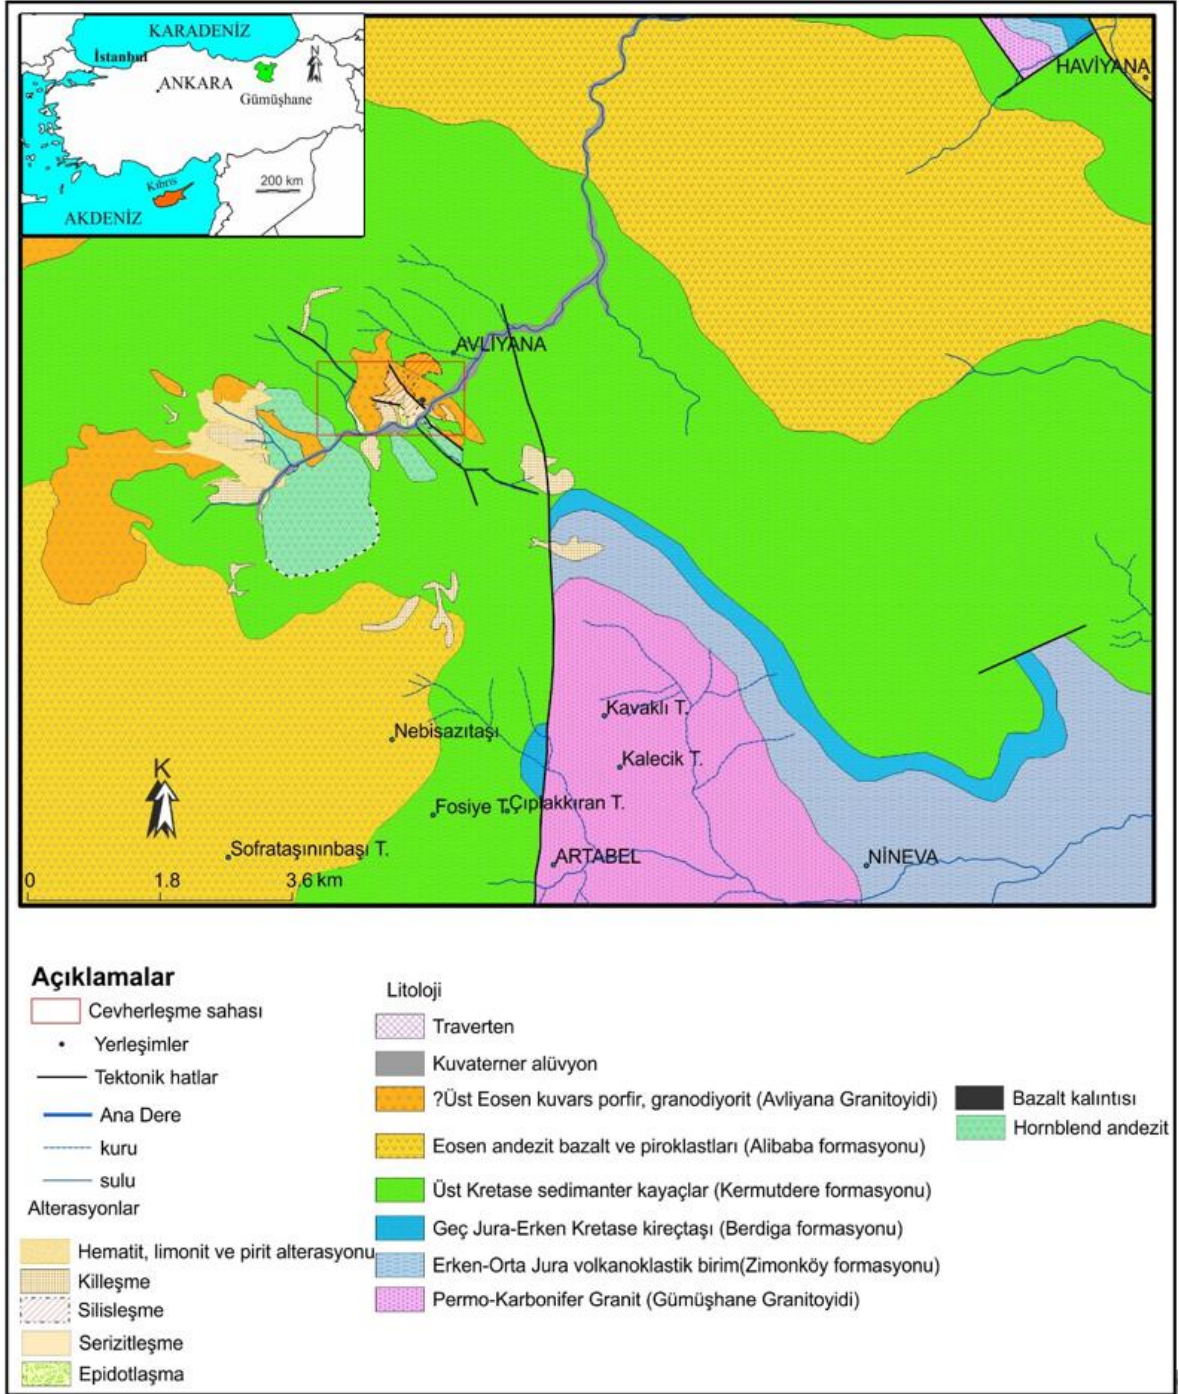 KARADENİZ
İstanbul
N
ANKARA
Gümüşhane
Kıbrıs
200 km
AKDENİZ
HAVİYANA
AVLİYANA
Kavaklı T.
Nebisazıtaşı
Kalecik T.
K
Fosiye T.
Çıplakkıran T.
Sofrataşınınbaşı T.
ARTABEL
NİNEVA
0 1.8 3.6 km
Açıklamalar
Cevherleşme sahası
Yerleşimler
Tektonik hatlar
Ana Dere
kuru
sulu
Alterasyonlar
Hematit, limonit ve pirit alterasyonu
Killeşme
Silisleşme
Serizitleşme
Epidotlaşma
Litoloji
Traverten
Kuvaterner alüvyon
?Üst Eosen kuvars porfir, granodiyorit (Avliyana Granitoyidi)
Eosen andezit bazalt ve piroklastları (Alibaba formasyonu)
Üst Kretase sedimanter kayaçlar (Kermutdere formasyonu)
Geç Jura-Erken Kretase kireçtaşı (Berdiga formasyonu)
Erken-Orta Jura volkanoklastik birim(Zimonköy formasyonu)
Permo-Karbonifer Granit (Gümüşhane Granitoyidi)
Bazalt kalıntısı
Hornblend andezit